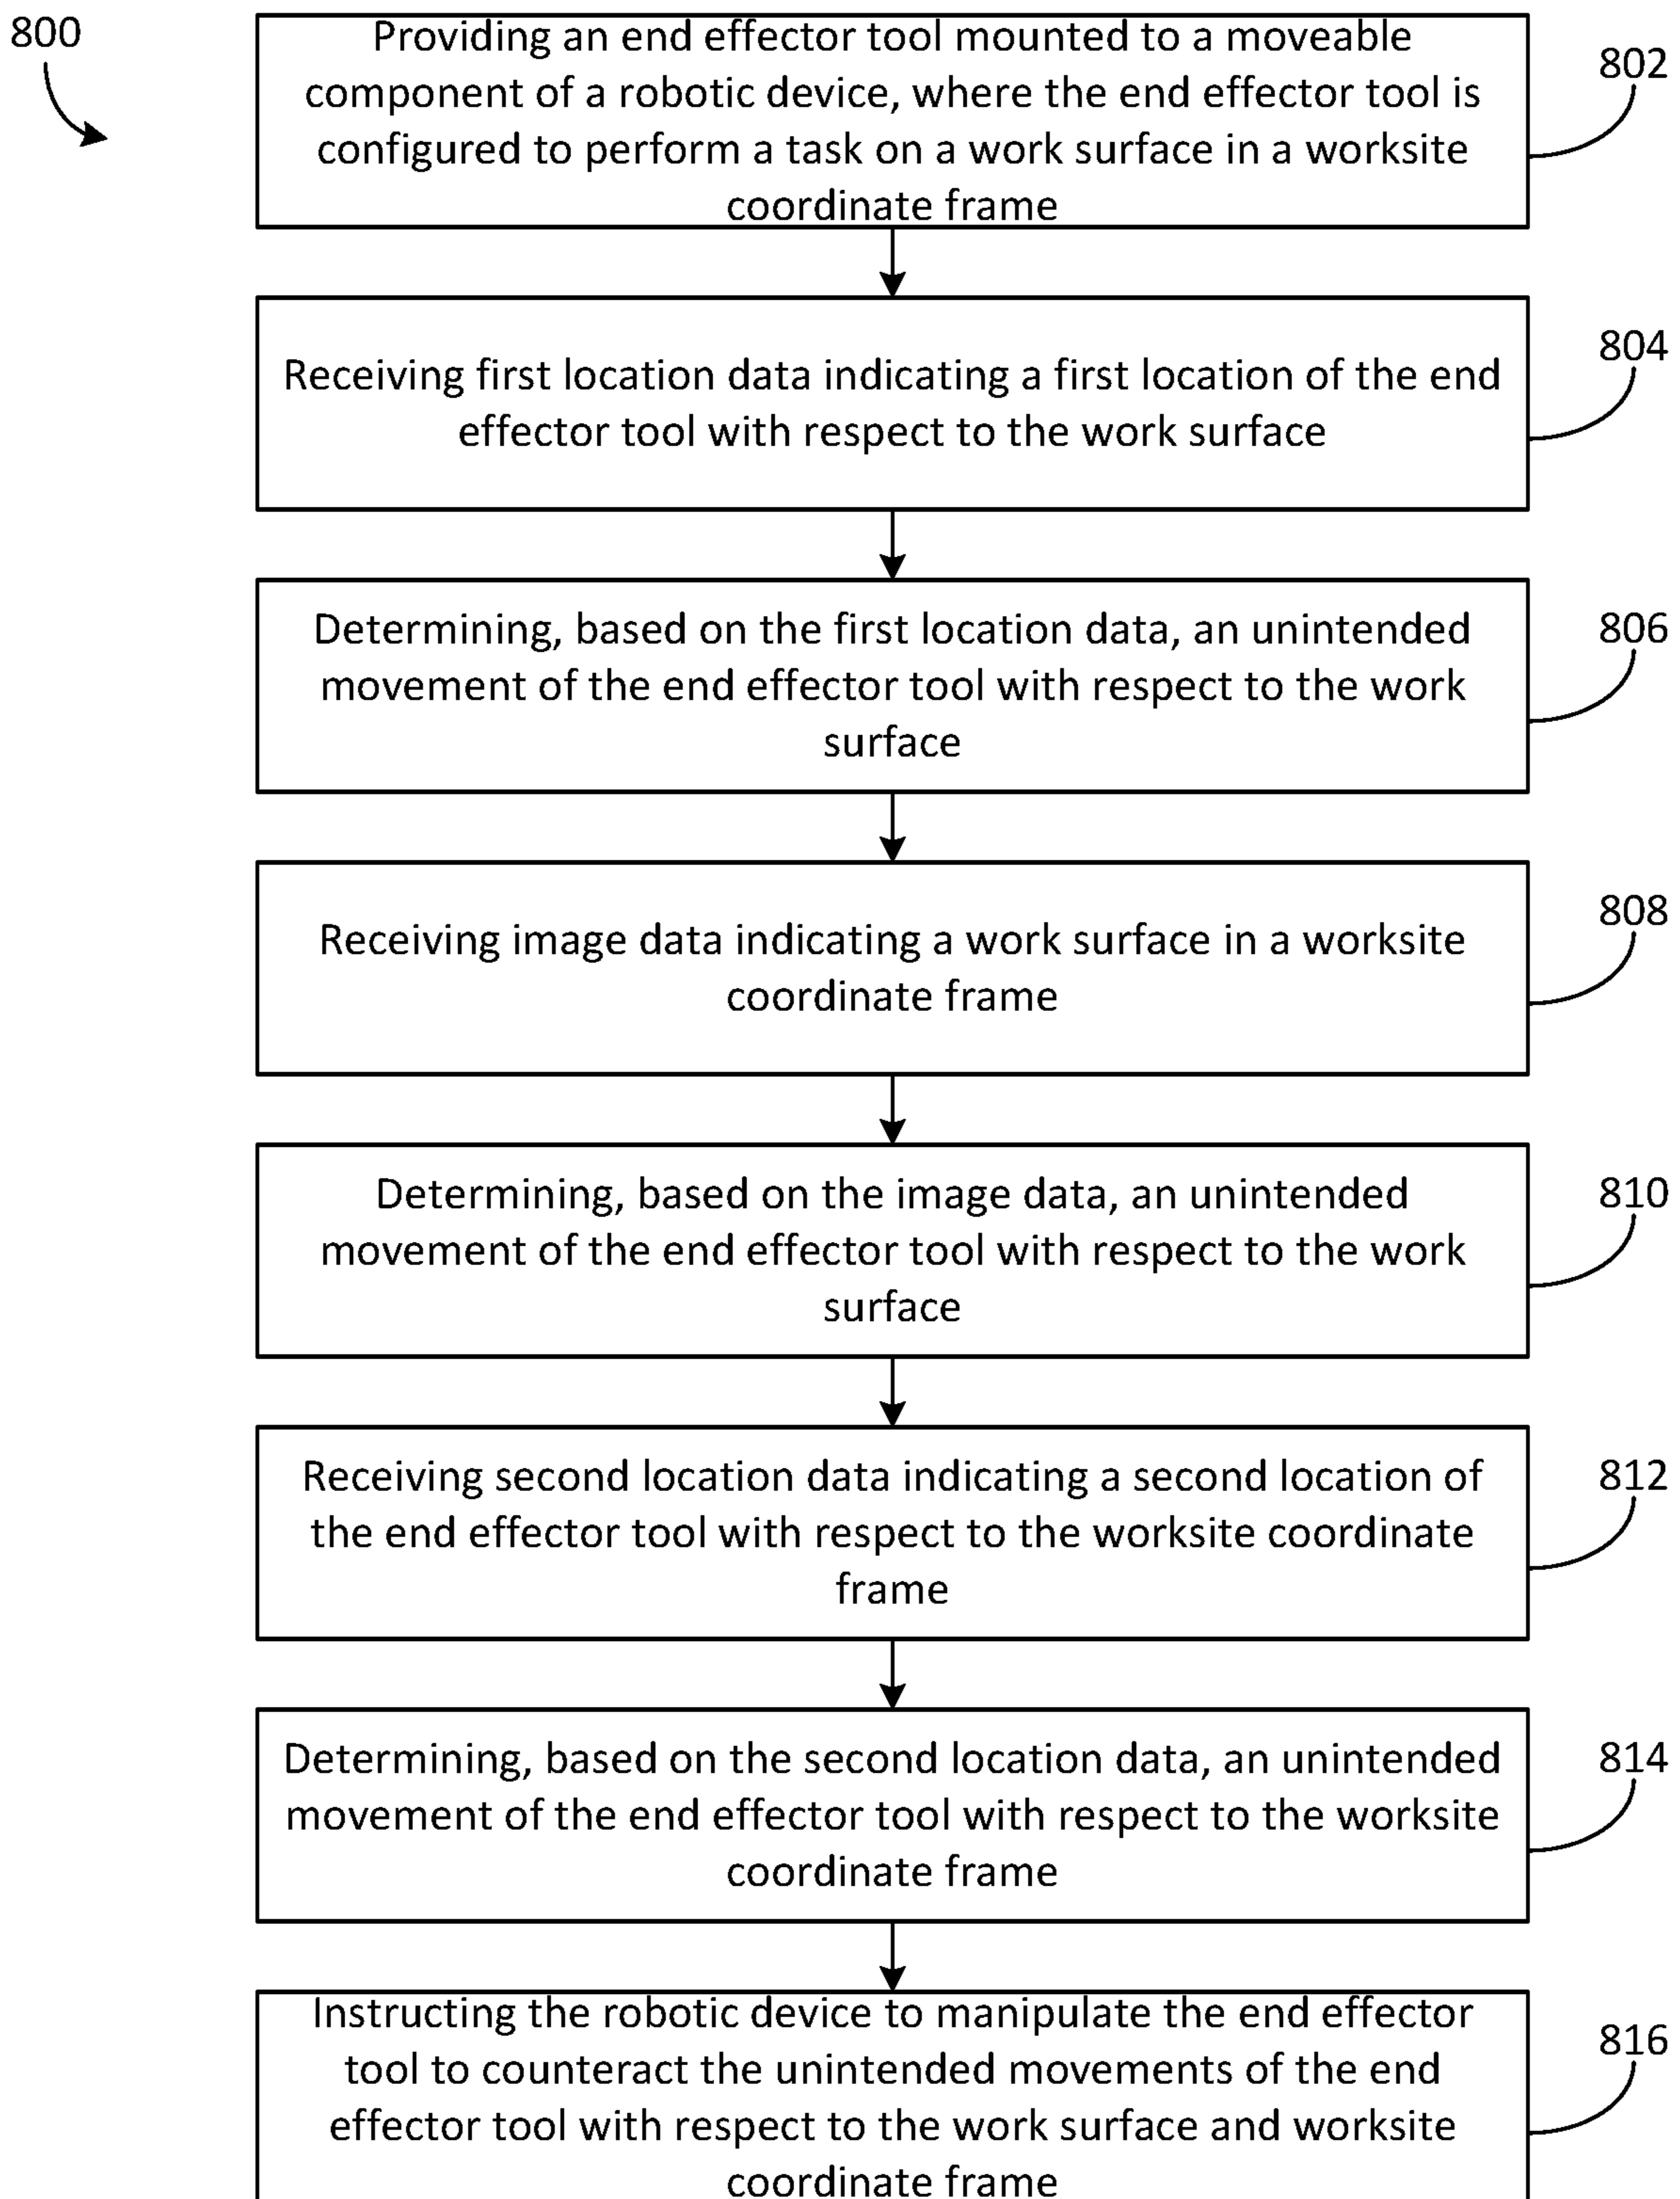 800
Providing an end effector tool mounted to a moveable
component of a robotic device, where the end effector tool is
configured to perform a task on a work surface in a worksite
coordinate frame
802
Receiving first location data indicating a first location of the end
effector tool with respect to the work surface
804
Determining, based on the first location data, an unintended
movement of the end effector tool with respect to the work
surface
806
Receiving image data indicating a work surface in a worksite
coordinate frame
808
Determining, based on the image data, an unintended
movement of the end effector tool with respect to the work
surface
810
Receiving second location data indicating a second location of
the end effector tool with respect to the worksite coordinate
frame
812
Determining, based on the second location data, an unintended
movement of the end effector tool with respect to the worksite
coordinate frame
814
Instructing the robotic device to manipulate the end effector
tool to counteract the unintended movements of the end
effector tool with respect to the work surface and worksite
coordinate frame
816